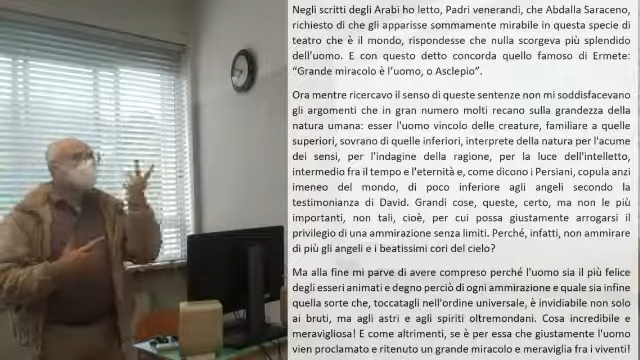 Negli scritti degli Arabi ho letto, Padri venerandi, che Abdalla Saraceno,
richiesto di che gli apparisse sommamente mirabile in questa specie di
teatro che è il mondo, rispondesse che nulla scorgeva più splendido
dell’uomo. E con questo detto concorda quello famoso di Ermete:
“Grande miracolo è l’uomo, o Asclepio”.
Ora mentre ricercavo il senso di queste sentenze non mi soddisfacevano
gli argomenti che in gran numero molti recano sulla grandezza della
natura umana: esser l'uomo vincolo delle creature, familiare a quelle
superiori, sovrano di quelle inferiori, interprete della natura per l'acume
dei sensi, per l'indagine della ragione, per la luce dell'intelletto,
intermedio fra il tempo e l'eternità e, come dicono i Persiani, copula anzi
imeneo del mondo, di poco inferiore agli angeli secondo la
testimonianza di David. Grandi cose, queste, certo, ma non le più
importanti, non tali, cioè, per cui possa giustamente arrogarsi il
privilegio di una ammirazione senza limiti. Perché, infatti, non ammirare
di più gli angeli e i beatissimi cori del cielo?
Ma alla fine mi parve di avere compreso perché l'uomo sia il più felice
degli esseri animati e degno perciò di ogni ammirazione e quale sia infine
quella sorte che, toccatagli nell'ordine universale, è invidiabile non solo
ai bruti, ma agli astri e agli spiriti oltremondani. Cosa incredibile e
meravigliosa! E come altrimenti, se è per essa che giustamente l'uomo
vien proclamato e ritenuto un grande miracolo e meraviglia fra i viventi!